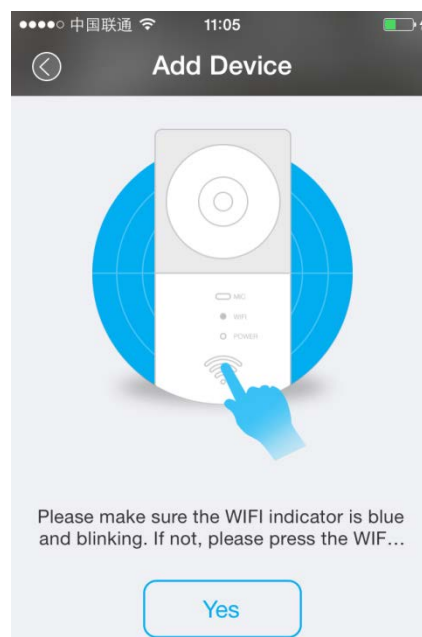 中国联通 11:05
Add Device
MIC
WIFI
POWER
Please make sure the WIFI indicator is blue
and blinking. If not, please press the WIF...
Yes